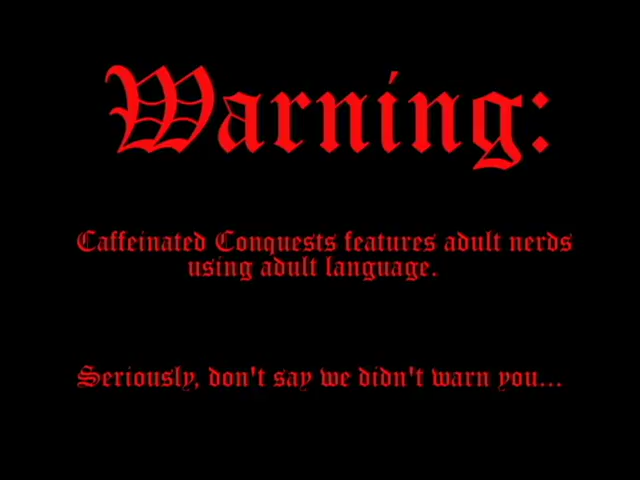 Warning:
Caffeinated Conquests features adult nerds
using adult language.
Seriously, don't say we didn't warn you...